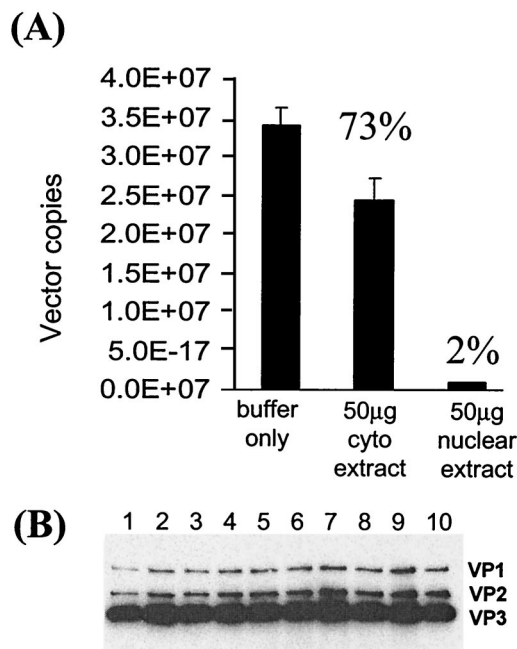 (A)
4.0E+07
3.5E+07
3.0E+07
2.5E+07
2.0E+07
1.5E+07
1.0E+07
5.0E-17
0.0E+07
Vector copies
73%
2%
buffer only
50µg cyto extract
50µg nuclear extract
(B)
1 2 3 4 5 6 7 8 9 10
VP1
VP2
VP3